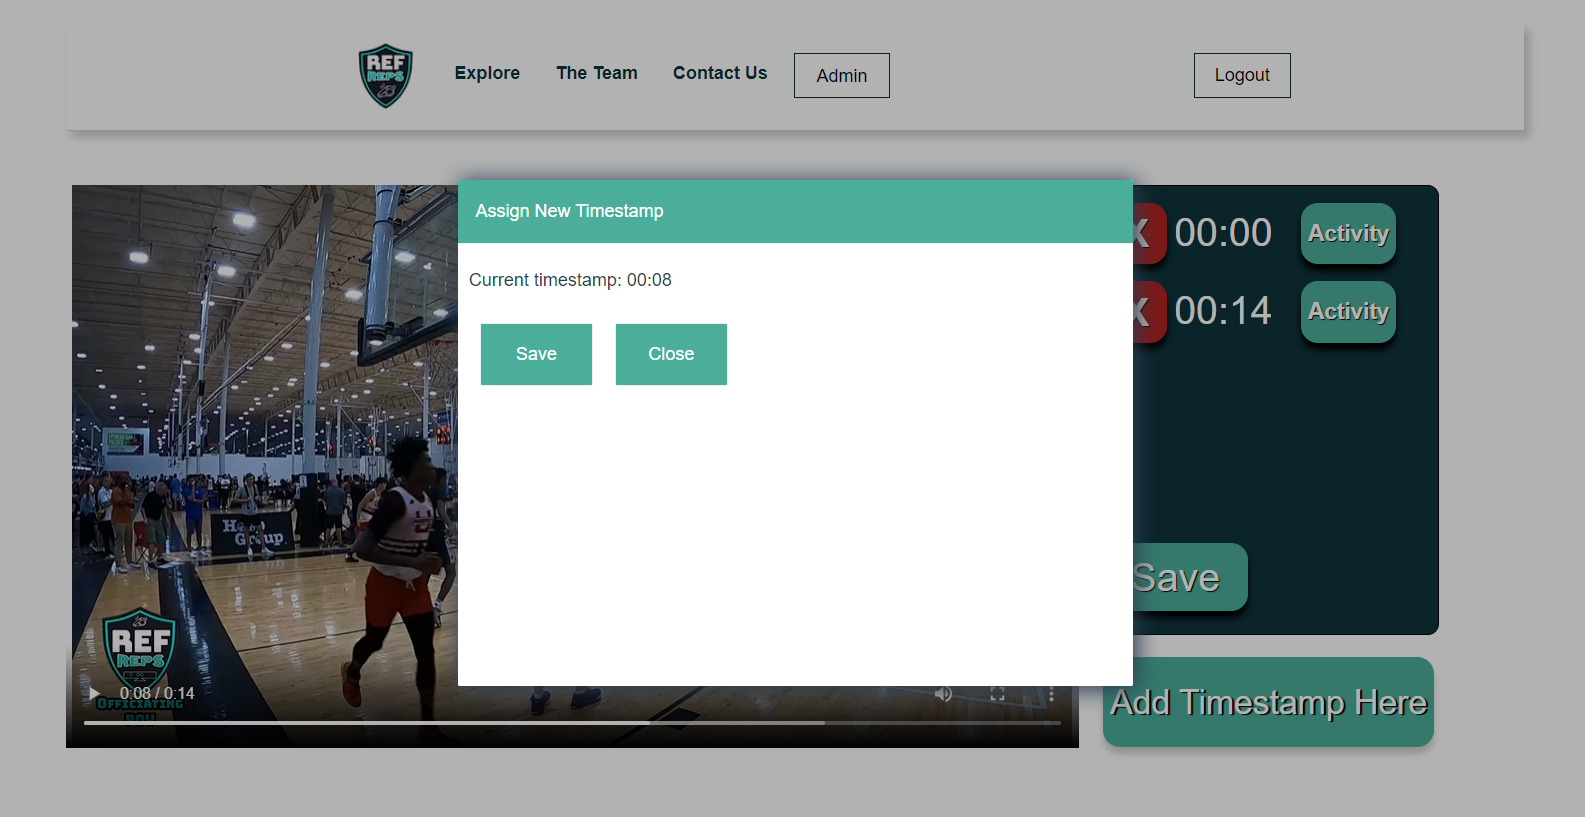 REF
REPS
Explore
The Team
Contact Us
Admin
Logout
Assign New Timestamp
Current timestamp: 00:08
Save
Close
X
00:00
Activity
X
00:14
Activity
Save
Add Timestamp Here
Group
REF
REPS
OFFICIATING
0:08 / 0:14